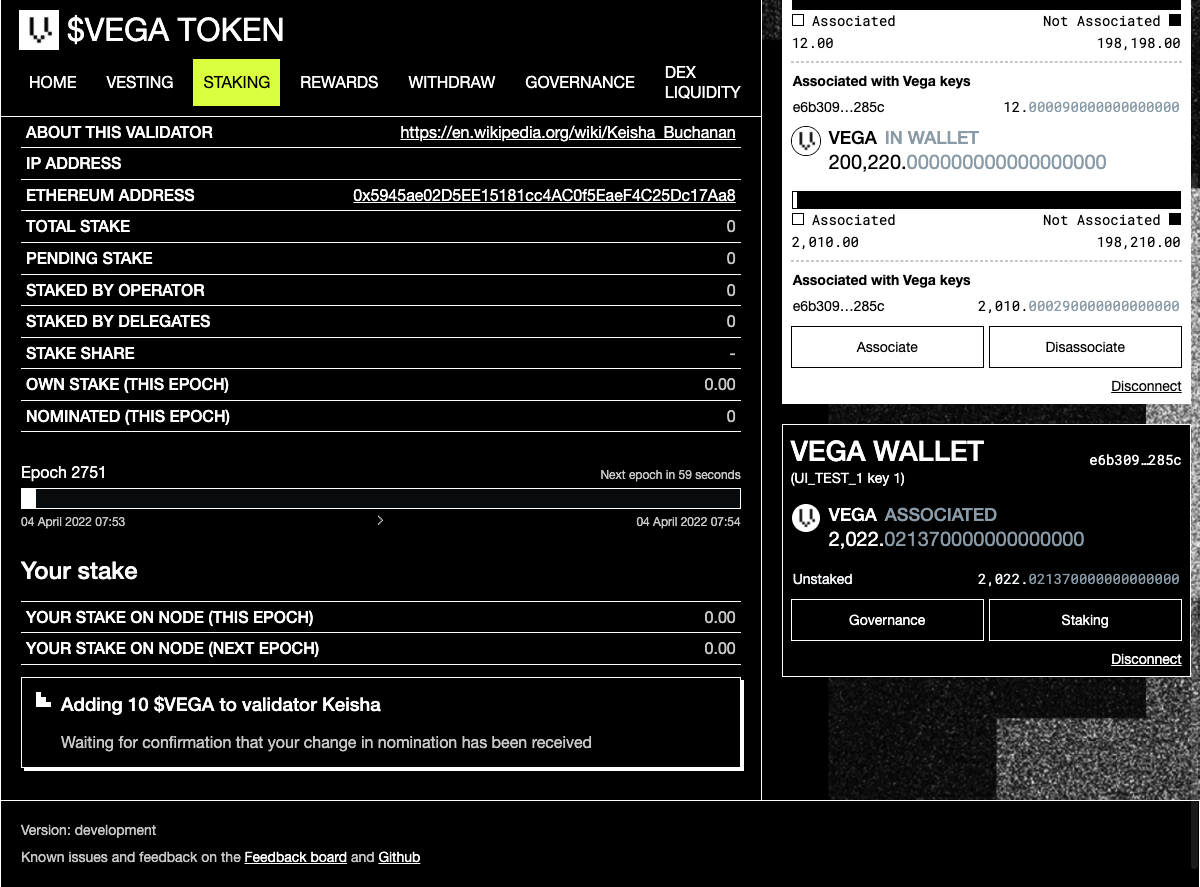 $VEGA TOKEN
HOME VESTING STAKING REWARDS WITHDRAW GOVERNANCE DEX LIQUIDITY
ABOUT THIS VALIDATOR https://en.wikipedia.org/wiki/Keisha_Buchanan
IP ADDRESS
ETHEREUM ADDRESS 0x5945ae02D5EE15181cc4AC0f5EaeF4C25Dc17Aa8
TOTAL STAKE 0
PENDING STAKE 0
STAKED BY OPERATOR 0
STAKED BY DELEGATES 0
STAKE SHARE -
OWN STAKE (THIS EPOCH) 0.00
NOMINATED (THIS EPOCH) 0
Epoch 2751 Next epoch in 59 seconds
04 April 2022 07:53 04 April 2022 07:54
Your stake
YOUR STAKE ON NODE (THIS EPOCH) 0.00
YOUR STAKE ON NODE (NEXT EPOCH) 0.00
Adding 10 $VEGA to validator Keisha
Waiting for confirmation that your change in nomination has been received
Associated Not Associated
12.00 198,198.00
Associated with Vega keys
e6b309…285c 12.000090000000000000
VEGA IN WALLET
200,220.000000000000000000
Associated Not Associated
2,010.00 198,210.00
Associated with Vega keys
e6b309…285c 2,010.000290000000000000
Associate Disassociate
Disconnect
VEGA WALLET e6b309…285c
(UI_TEST_1 key 1)
VEGA ASSOCIATED
2,022.021370000000000000
Unstaked 2,022.021370000000000000
Governance Staking
Disconnect
Version: development
Known issues and feedback on the Feedback board and Github